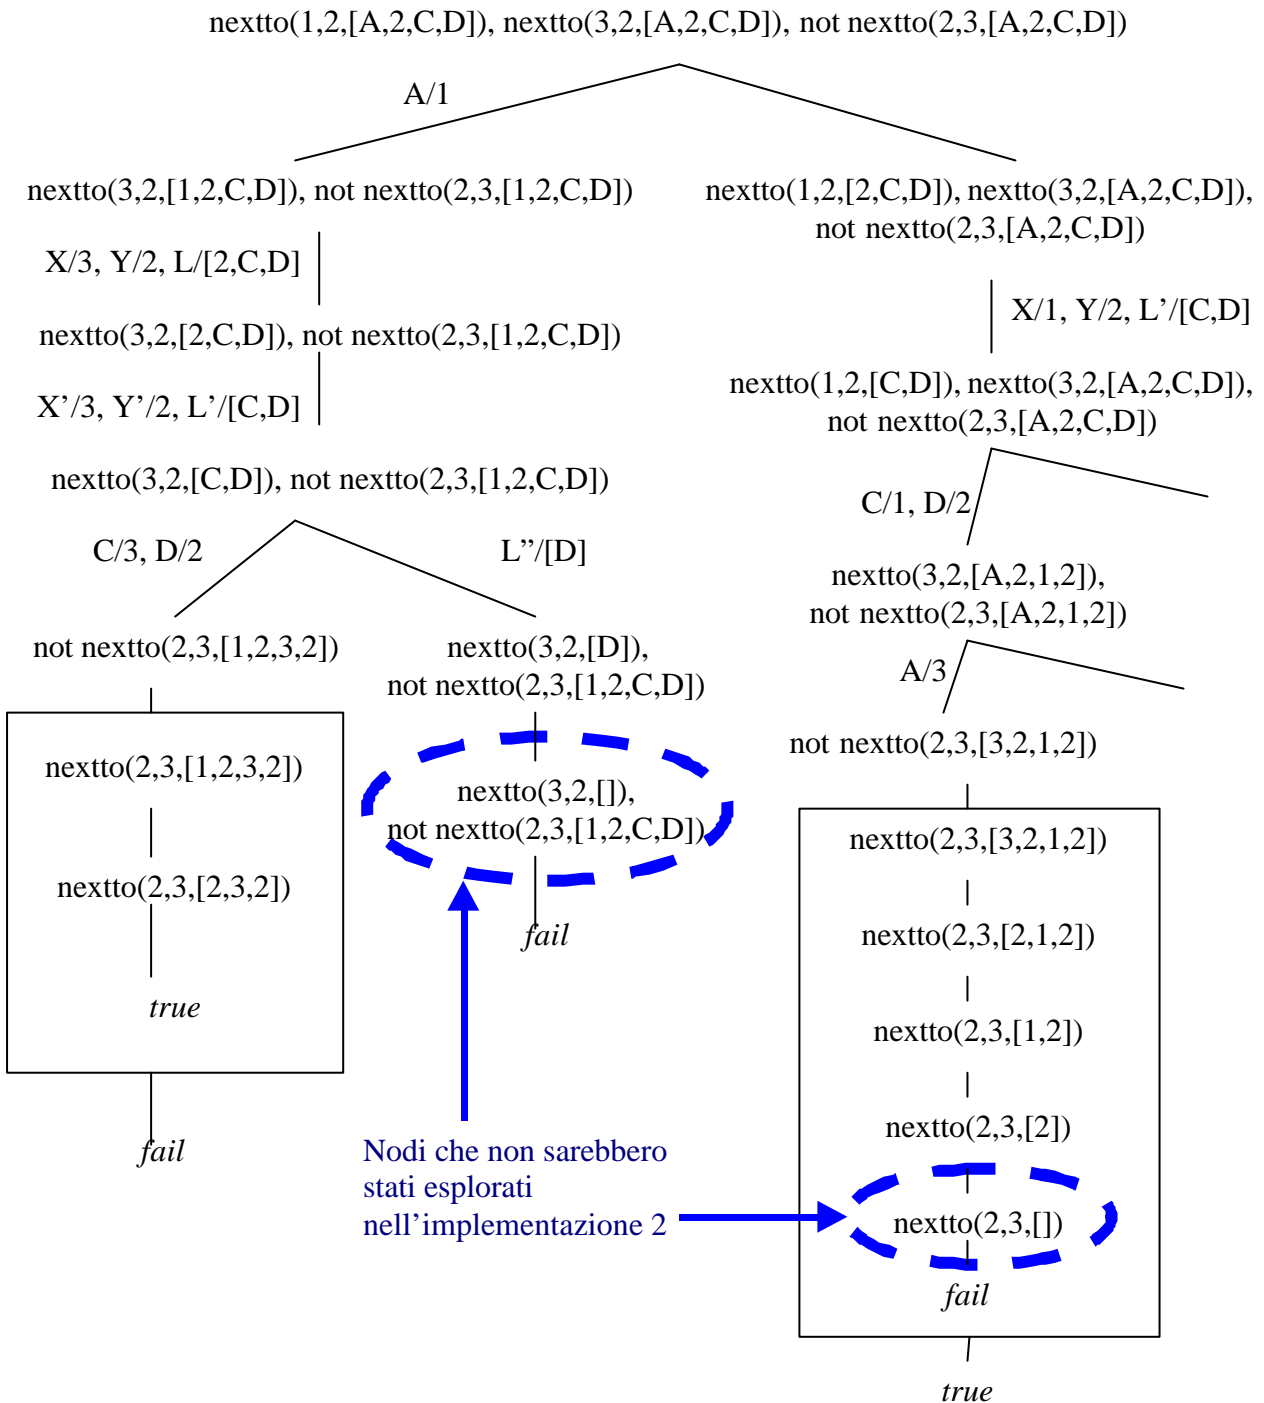 nextto(1,2,[A,2,C,D]), nextto(3,2,[A,2,C,D]), not nextto(2,3,[A,2,C,D])
A/1
nextto(3,2,[1,2,C,D]), not nextto(2,3,[1,2,C,D])
X/3, Y/2, L/[2,C,D]
nextto(3,2,[2,C,D]), not nextto(2,3,[1,2,C,D])
X’/3, Y’/2, L’/[C,D]
nextto(3,2,[C,D]), not nextto(2,3,[1,2,C,D])
C/3, D/2
not nextto(2,3,[1,2,3,2])
nextto(2,3,[1,2,3,2])
nextto(2,3,[2,3,2])
true
fail
L”/[D]
nextto(3,2,[D]),
not nextto(2,3,[1,2,C,D])
nextto(3,2,[]),
not nextto(2,3,[1,2,C,D])
fail
Nodi che non sarebbero
stati esplorati
nell’implementazione 2
nextto(1,2,[2,C,D]), nextto(3,2,[A,2,C,D]),
not nextto(2,3,[A,2,C,D])
X/1, Y/2, L’/[C,D]
nextto(1,2,[C,D]), nextto(3,2,[A,2,C,D]),
not nextto(2,3,[A,2,C,D])
C/1, D/2
nextto(3,2,[A,2,1,2]),
not nextto(2,3,[A,2,1,2])
A/3
not nextto(2,3,[3,2,1,2])
nextto(2,3,[3,2,1,2])
nextto(2,3,[2,1,2])
nextto(2,3,[1,2])
nextto(2,3,[2])
nextto(2,3,[])
fail
true